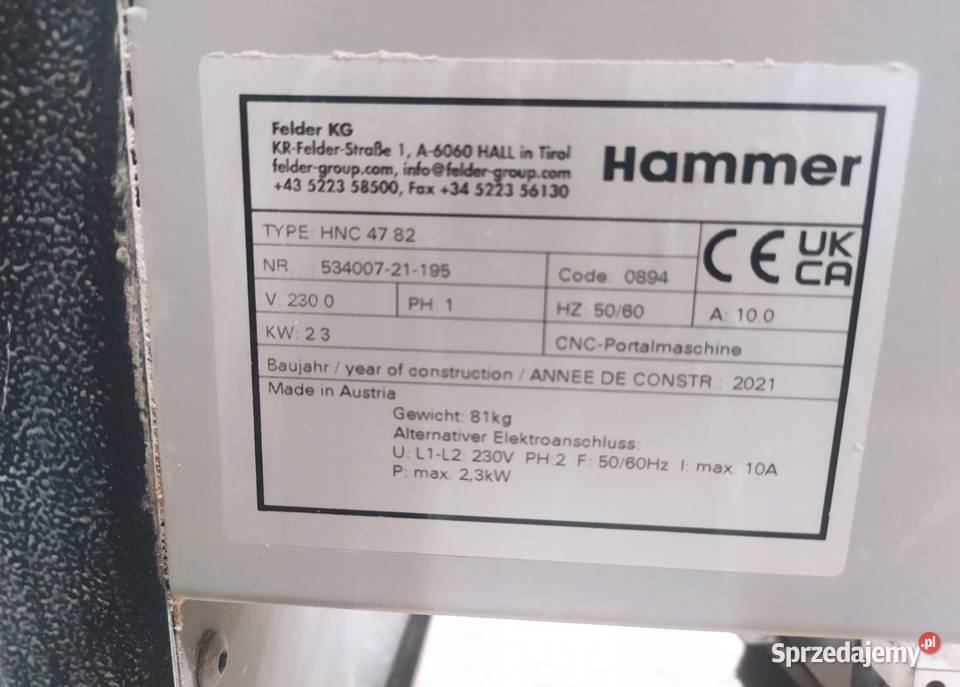 Felder KG
KR-Felder-Straße 1, A-6060 HALL in Tirol
felder-group.com, info@felder-group.com
+43 5223 58500, Fax +34 5223 56130
Hammer
TYPE: HNC 47.82
NR. : 534007-21-195
Code: 0894
CE UK CA
V: 230.0
PH: 1
HZ: 50/60
A: 10.0
KW: 2.3
CNC-Portalmaschine
Baujahr / year of construction / ANNEE DE CONSTR.: 2021
Made in Austria
Gewicht: 81kg
Alternativer Elektroanschluss:
U: L1-L2: 230V PH:2 F: 50/60Hz I: max. 10A
P: max. 2,3kW
Sprzedajemy.pl